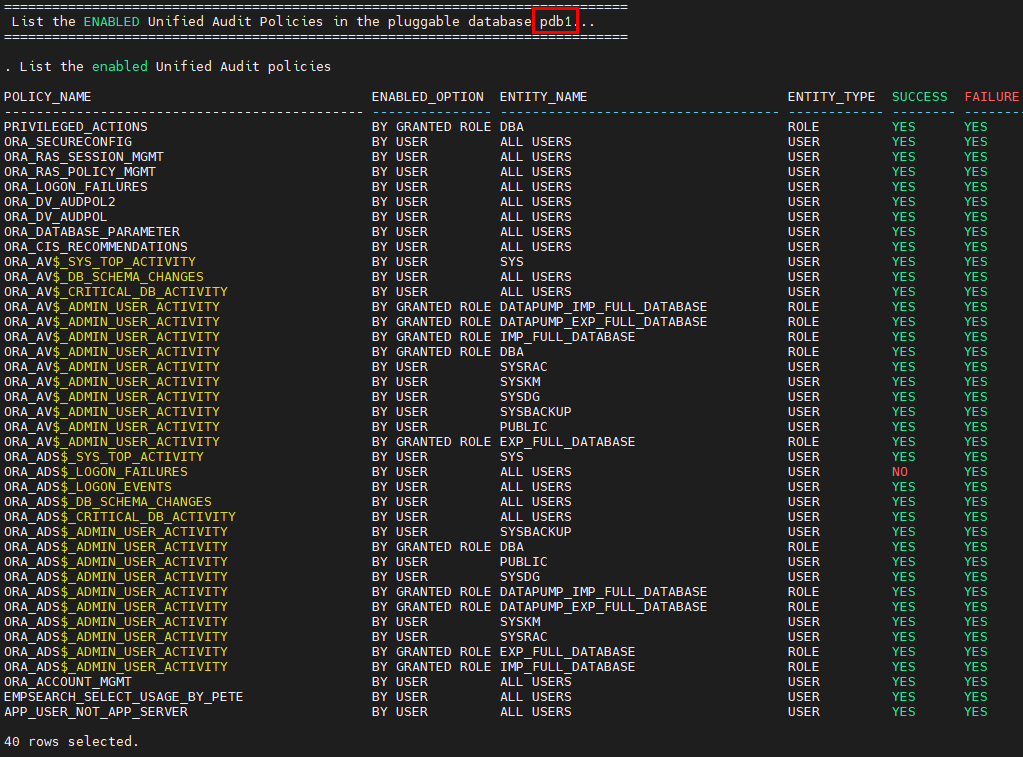 ==============================================================================
List the ENABLED Unified Audit Policies in the pluggable database pdb1...
==============================================================================
. List the enabled Unified Audit policies
POLICY_NAME ENABLED_OPTION ENTITY_NAME ENTITY_TYPE SUCCESS FAILURE
--------------------------------------------- --------------- ----------------------------------- ------------ -------- --------
PRIVILEGED_ACTIONS BY GRANTED ROLE DBA ROLE YES YES
ORA_SECURECONFIG BY USER ALL USERS USER YES YES
ORA_RAS_SESSION_MGMT BY USER ALL USERS USER YES YES
ORA_RAS_POLICY_MGMT BY USER ALL USERS USER YES YES
ORA_LOGON_FAILURES BY USER ALL USERS USER YES YES
ORA_DV_AUDPOL2 BY USER ALL USERS USER YES YES
ORA_DV_AUDPOL BY USER ALL USERS USER YES YES
ORA_DATABASE_PARAMETER BY USER ALL USERS USER YES YES
ORA_CIS_RECOMMENDATIONS BY USER ALL USERS USER YES YES
ORA_AV$_SYS_TOP_ACTIVITY BY USER SYS USER YES YES
ORA_AV$_DB_SCHEMA_CHANGES BY USER ALL USERS USER YES YES
ORA_AV$_CRITICAL_DB_ACTIVITY BY USER ALL USERS USER YES YES
ORA_AV$_ADMIN_USER_ACTIVITY BY GRANTED ROLE DATAPUMP_IMP_FULL_DATABASE ROLE YES YES
ORA_AV$_ADMIN_USER_ACTIVITY BY GRANTED ROLE DATAPUMP_EXP_FULL_DATABASE ROLE YES YES
ORA_AV$_ADMIN_USER_ACTIVITY BY GRANTED ROLE IMP_FULL_DATABASE ROLE YES YES
ORA_AV$_ADMIN_USER_ACTIVITY BY GRANTED ROLE DBA ROLE YES YES
ORA_AV$_ADMIN_USER_ACTIVITY BY USER SYSRAC USER YES YES
ORA_AV$_ADMIN_USER_ACTIVITY BY USER SYSKM USER YES YES
ORA_AV$_ADMIN_USER_ACTIVITY BY USER SYSDG USER YES YES
ORA_AV$_ADMIN_USER_ACTIVITY BY USER SYSBACKUP USER YES YES
ORA_AV$_ADMIN_USER_ACTIVITY BY USER PUBLIC USER YES YES
ORA_AV$_ADMIN_USER_ACTIVITY BY GRANTED ROLE EXP_FULL_DATABASE ROLE YES YES
ORA_ADS$_SYS_TOP_ACTIVITY BY USER SYS USER YES YES
ORA_ADS$_LOGON_FAILURES BY USER ALL USERS USER NO YES
ORA_ADS$_LOGON_EVENTS BY USER ALL USERS USER YES YES
ORA_ADS$_DB_SCHEMA_CHANGES BY USER ALL USERS USER YES YES
ORA_ADS$_CRITICAL_DB_ACTIVITY BY USER ALL USERS USER YES YES
ORA_ADS$_ADMIN_USER_ACTIVITY BY USER SYSBACKUP USER YES YES
ORA_ADS$_ADMIN_USER_ACTIVITY BY GRANTED ROLE DBA ROLE YES YES
ORA_ADS$_ADMIN_USER_ACTIVITY BY USER PUBLIC USER YES YES
ORA_ADS$_ADMIN_USER_ACTIVITY BY USER SYSDG USER YES YES
ORA_ADS$_ADMIN_USER_ACTIVITY BY GRANTED ROLE DATAPUMP_IMP_FULL_DATABASE ROLE YES YES
ORA_ADS$_ADMIN_USER_ACTIVITY BY GRANTED ROLE DATAPUMP_EXP_FULL_DATABASE ROLE YES YES
ORA_ADS$_ADMIN_USER_ACTIVITY BY USER SYSKM USER YES YES
ORA_ADS$_ADMIN_USER_ACTIVITY BY USER SYSRAC USER YES YES
ORA_ADS$_ADMIN_USER_ACTIVITY BY GRANTED ROLE EXP_FULL_DATABASE ROLE YES YES
ORA_ADS$_ADMIN_USER_ACTIVITY BY GRANTED ROLE IMP_FULL_DATABASE ROLE YES YES
ORA_ACCOUNT_MGMT BY USER ALL USERS USER YES YES
EMPSEARCH_SELECT_USAGE_BY_PETE BY USER ALL USERS USER YES YES
APP_USER_NOT_APP_SERVER BY USER ALL USERS USER YES YES
40 rows selected.